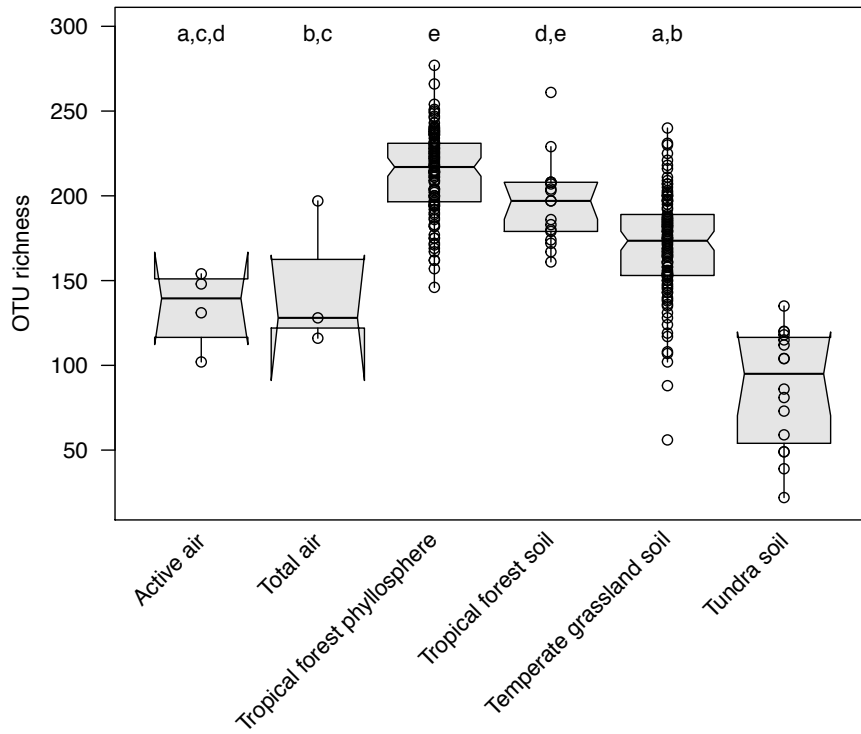 300
250
200
150
100
50
OTU richness
a,c,d
b,c
e
d,e
a,b
Active air
Total air
Tropical forest phyllosphere
Tropical forest soil
Temperate grassland soil
Tundra soil